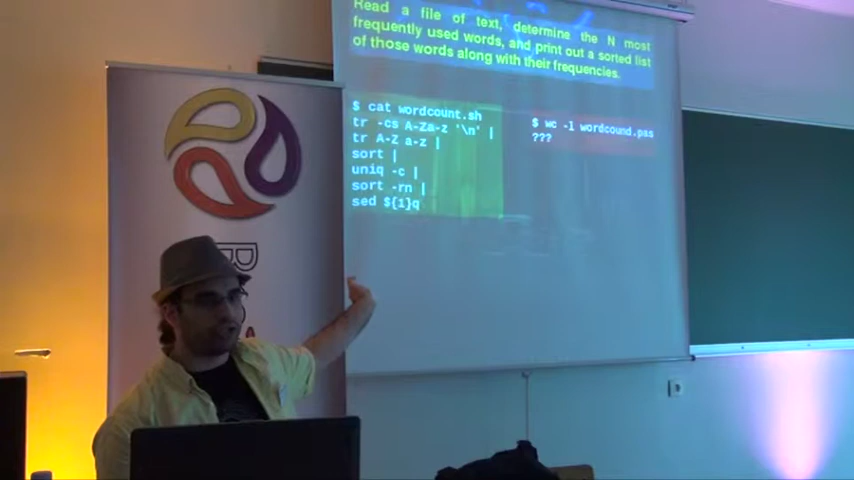 Read a file of text, determine the N most
frequently used words, and print out a sorted list
of those words along with their frequencies.
$ cat wordcount.sh
tr -cs A-Za-z '\n' |
tr A-Z a-z |
sort |
uniq -c |
sort -rn |
sed ${1}q
$ wc -l wordcound.pas
???